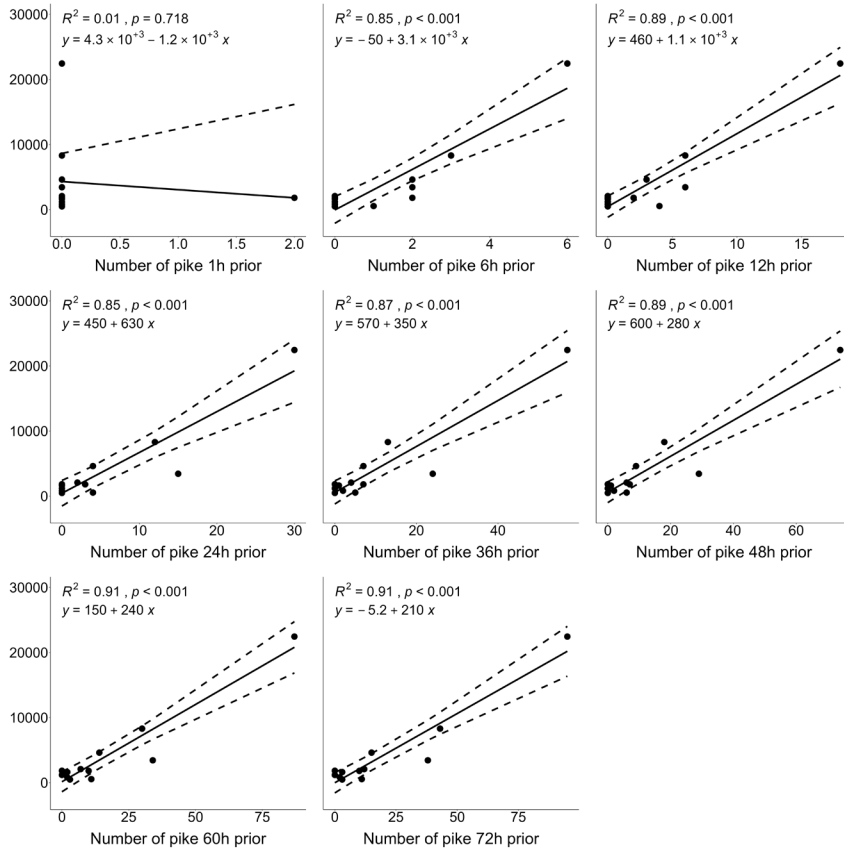 R² = 0.01 , p = 0.718
y = 4.3 × 10⁺³ − 1.2 × 10⁺³ x
30000
20000
10000
0
0.0 0.5 1.0 1.5 2.0
Number of pike 1h prior
R² = 0.85 , p < 0.001
y = − 50 + 3.1 × 10⁺³ x
0 2 4 6
Number of pike 6h prior
R² = 0.89 , p < 0.001
y = 460 + 1.1 × 10⁺³ x
0 5 10 15
Number of pike 12h prior
R² = 0.85 , p < 0.001
y = 450 + 630 x
30000
20000
10000
0
0 10 20 30
Number of pike 24h prior
R² = 0.87 , p < 0.001
y = 570 + 350 x
0 20 40
Number of pike 36h prior
R² = 0.89 , p < 0.001
y = 600 + 280 x
0 20 40 60
Number of pike 48h prior
R² = 0.91 , p < 0.001
y = 150 + 240 x
30000
20000
10000
0
0 25 50 75
Number of pike 60h prior
R² = 0.91 , p < 0.001
y = − 5.2 + 210 x
0 25 50 75
Number of pike 72h prior